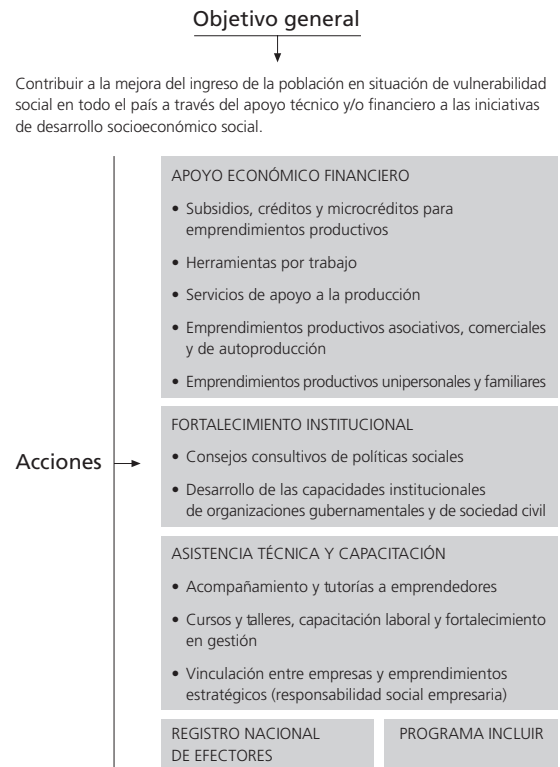 Objetivo general
Contribuir a la mejora del ingreso de la población en situación de vulnerabilidad
social en todo el país a través del apoyo técnico y/o financiero a las iniciativas
de desarrollo socioeconómico social.
Acciones
APOYO ECONÓMICO FINANCIERO
• Subsidios, créditos y microcréditos para
emprendimientos productivos
• Herramientas por trabajo
• Servicios de apoyo a la producción
• Emprendimientos productivos asociativos, comerciales
y de autoproducción
• Emprendimientos productivos unipersonales y familiares
FORTALECIMIENTO INSTITUCIONAL
• Consejos consultivos de políticas sociales
• Desarrollo de las capacidades institucionales
de organizaciones gubernamentales y de sociedad civil
ASISTENCIA TÉCNICA Y CAPACITACIÓN
• Acompañamiento y tutorías a emprendedores
• Cursos y talleres, capacitación laboral y fortalecimiento
en gestión
• Vinculación entre empresas y emprendimientos
estratégicos (responsabilidad social empresaria)
REGISTRO NACIONAL
DE EFECTORES
PROGRAMA INCLUIR